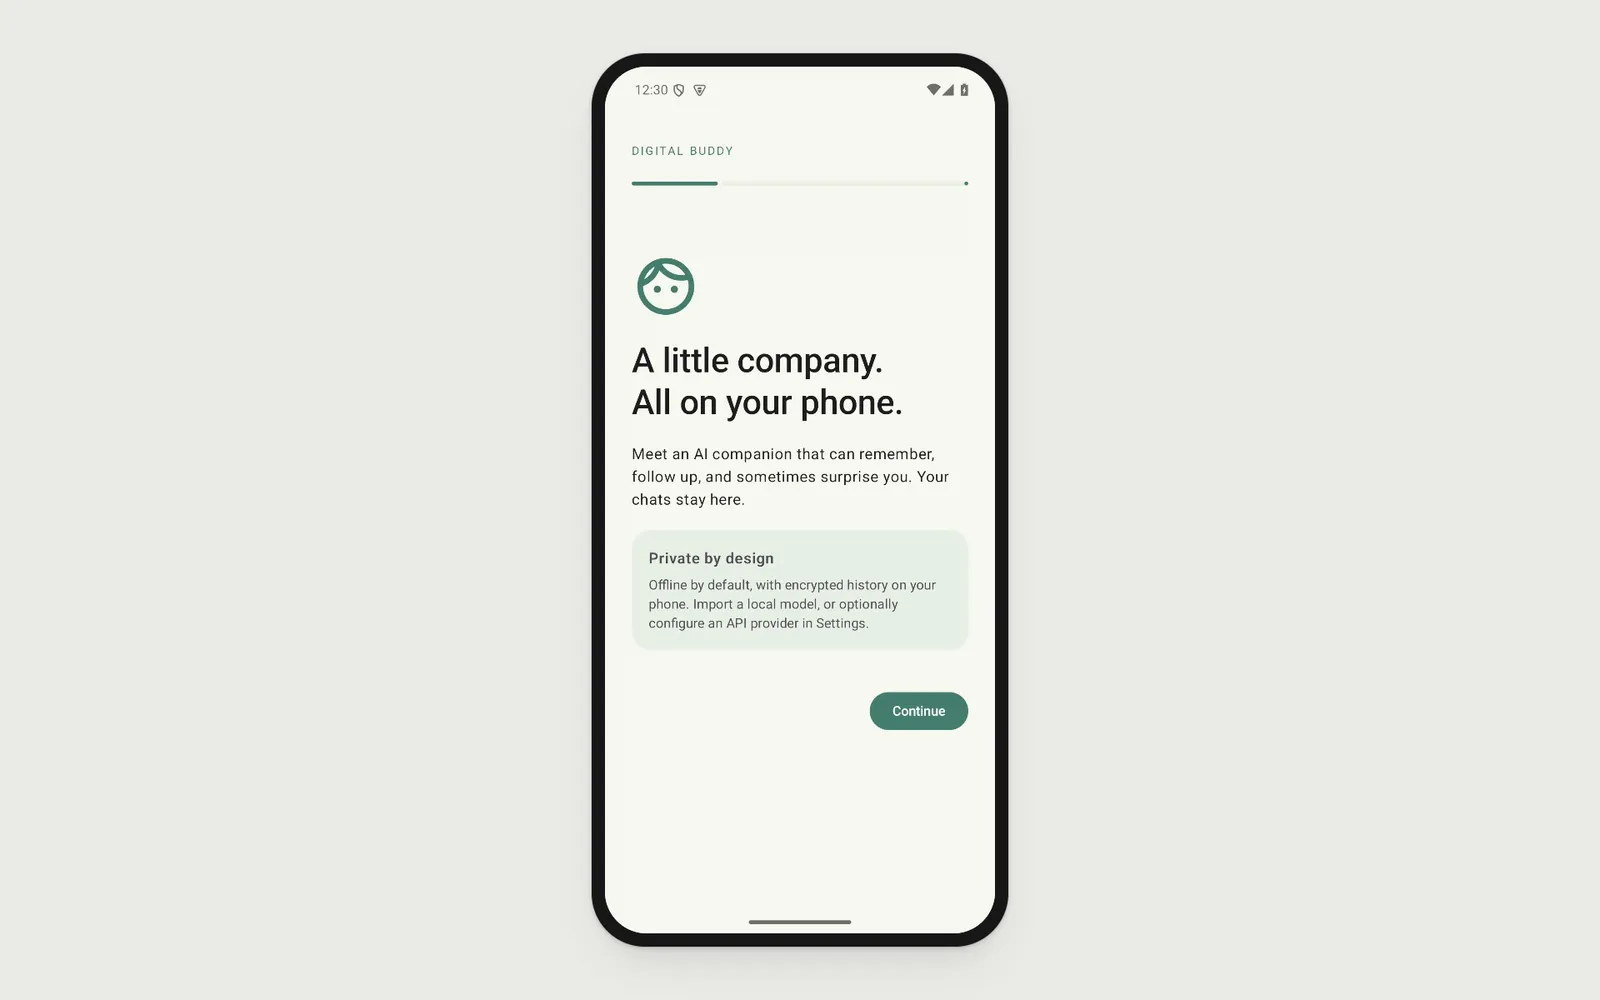 12:30
DIGITAL BUDDY
A little company.
All on your phone.
Meet an AI companion that can remember,
follow up, and sometimes surprise you. Your
chats stay here.
Private by design
Offline by default, with encrypted history on your
phone. Import a local model, or optionally
configure an API provider in Settings.
Continue